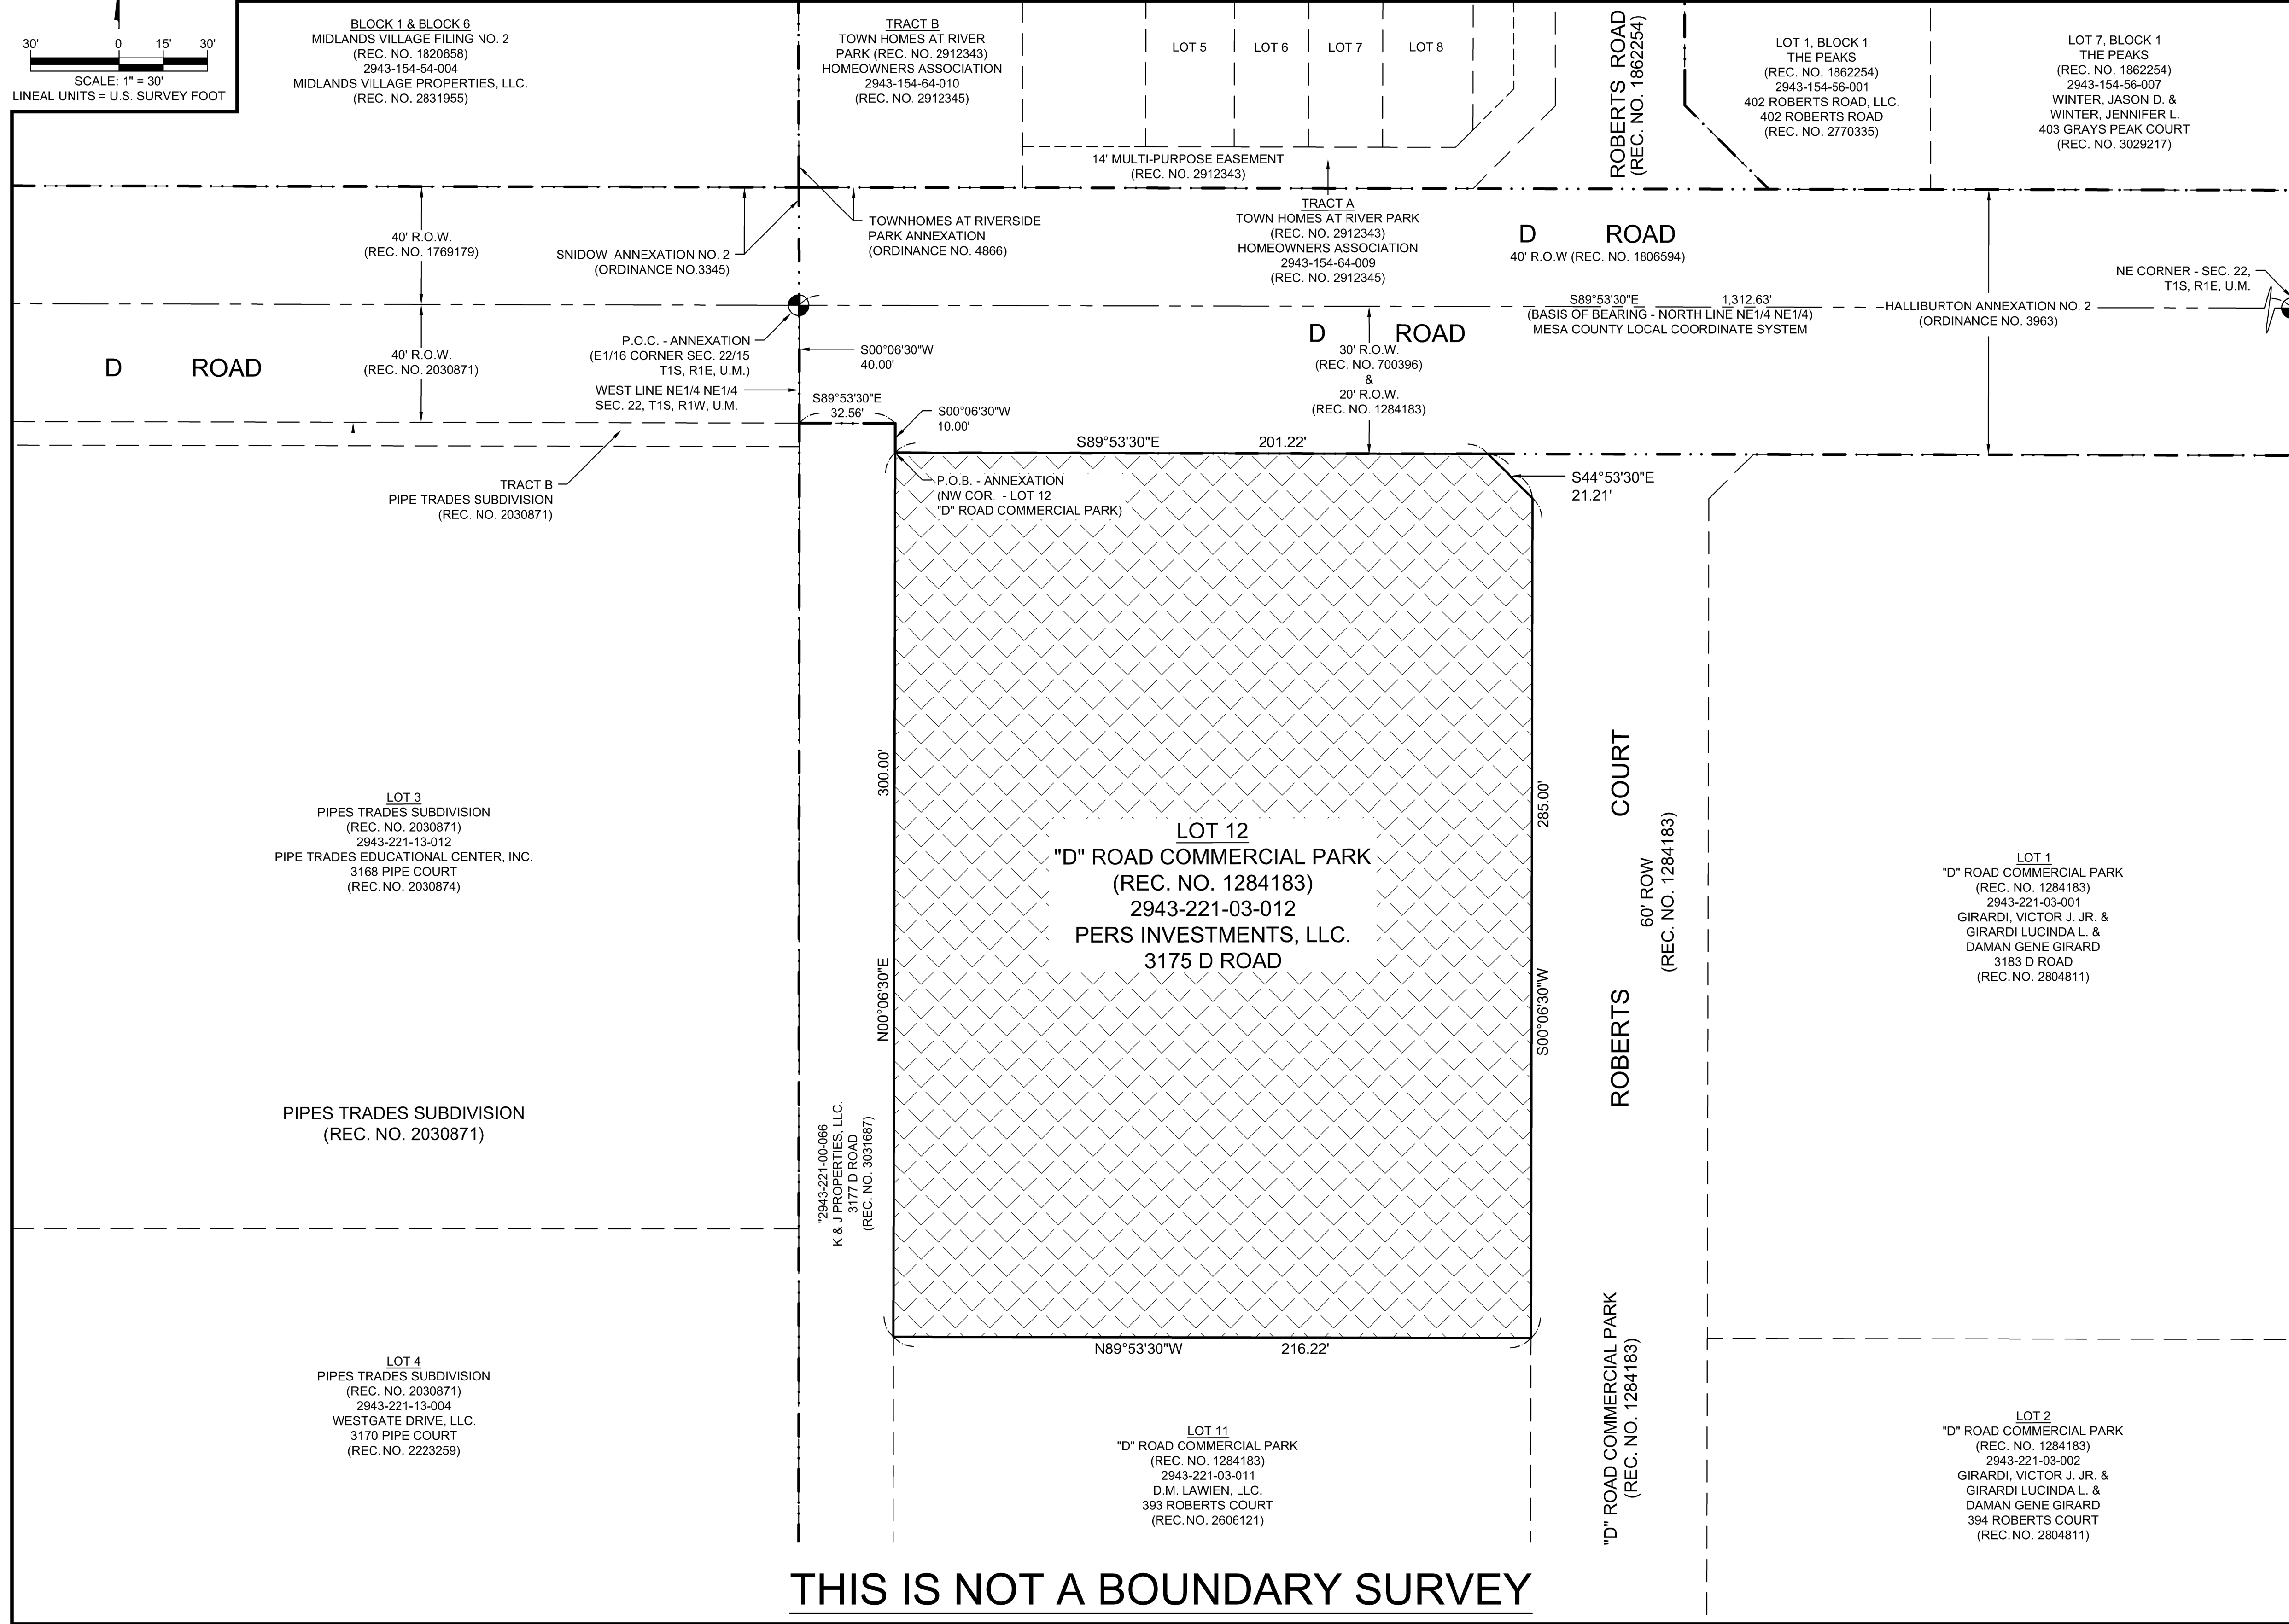 30' 0 15' 30'
SCALE: 1" = 30'
LINEAL UNITS = U.S. SURVEY FOOT
BLOCK 1 & BLOCK 6
MIDLANDS VILLAGE FILING NO. 2
(REC. NO. 1820658)
2943-154-54-004
MIDLANDS VILLAGE PROPERTIES, LLC.
(REC. NO. 2831955)
TRACT B
TOWN HOMES AT RIVER
PARK (REC. NO. 2912343)
HOMEOWNERS ASSOCIATION
2943-154-64-010
(REC. NO. 2912345)
LOT 5
LOT 6
LOT 7
LOT 8
14' MULTI-PURPOSE EASEMENT
(REC. NO. 2912343)
ROBERTS ROAD
(REC. NO. 1862254)
LOT 1, BLOCK 1
THE PEAKS
(REC. NO. 1862254)
2943-154-56-001
402 ROBERTS ROAD, LLC.
402 ROBERTS ROAD
(REC. NO. 2770335)
LOT 7, BLOCK 1
THE PEAKS
(REC. NO. 1862254)
2943-154-56-007
WINTER, JASON D. &
WINTER, JENNIFER L.
403 GRAYS PEAK COURT
(REC. NO. 3029217)
40' R.O.W.
(REC. NO. 1769179)
SNIDOW ANNEXATION NO. 2
(ORDINANCE NO.3345)
TOWNHOMES AT RIVERSIDE
PARK ANNEXATION
(ORDINANCE NO. 4866)
TRACT A
TOWN HOMES AT RIVER PARK
(REC. NO. 2912343)
HOMEOWNERS ASSOCIATION
2943-154-64-009
(REC. NO. 2912345)
D ROAD
40' R.O.W (REC. NO. 1806594)
NE CORNER - SEC. 22,
T1S, R1E, U.M.
S89°53'30"E 1,312.63'
(BASIS OF BEARING - NORTH LINE NE1/4 NE1/4)
MESA COUNTY LOCAL COORDINATE SYSTEM
HALLIBURTON ANNEXATION NO. 2
(ORDINANCE NO. 3963)
D ROAD
40' R.O.W.
(REC. NO. 2030871)
P.O.C. - ANNEXATION
(E1/16 CORNER SEC. 22/15
T1S, R1E, U.M.)
WEST LINE NE1/4 NE1/4
SEC. 22, T1S, R1W, U.M.
S00°06'30"W
40.00'
S89°53'30"E
32.56'
S00°06'30"W
10.00'
D ROAD
30' R.O.W.
(REC. NO. 700396)
&
20' R.O.W.
(REC. NO. 1284183)
S89°53'30"E 201.22'
S44°53'30"E
21.21'
TRACT B
PIPE TRADES SUBDIVISION
(REC. NO. 2030871)
P.O.B. - ANNEXATION
(NW COR. - LOT 12
"D" ROAD COMMERCIAL PARK)
LOT 3
PIPES TRADES SUBDIVISION
(REC. NO. 2030871)
2943-221-13-012
PIPE TRADES EDUCATIONAL CENTER, INC.
3168 PIPE COURT
(REC. NO. 2030874)
N00°06'30"E 300.00'
LOT 12
"D" ROAD COMMERCIAL PARK
(REC. NO. 1284183)
2943-221-03-012
PERS INVESTMENTS, LLC.
3175 D ROAD
S00°06'30"W 285.00'
ROBERTS COURT
60' ROW
(REC. NO. 1284183)
LOT 1
"D" ROAD COMMERCIAL PARK
(REC. NO. 1284183)
2943-221-03-001
GIRARDI, VICTOR J. JR. &
GIRARDI LUCINDA L. &
DAMAN GENE GIRARD
3183 D ROAD
(REC. NO. 2804811)
PIPES TRADES SUBDIVISION
(REC. NO. 2030871)
"2943-221-00-066
K & J PROPERTIES, LLC.
3177 D ROAD
(REC. NO. 3031687)
N89°53'30"W 216.22'
LOT 4
PIPES TRADES SUBDIVISION
(REC. NO. 2030871)
2943-221-13-004
WESTGATE DRIVE, LLC.
3170 PIPE COURT
(REC. NO. 2223259)
LOT 11
"D" ROAD COMMERCIAL PARK
(REC. NO. 1284183)
2943-221-03-011
D.M. LAWIEN, LLC.
393 ROBERTS COURT
(REC. NO. 2606121)
"D" ROAD COMMERCIAL PARK
(REC. NO. 1284183)
LOT 2
"D" ROAD COMMERCIAL PARK
(REC. NO. 1284183)
2943-221-03-002
GIRARDI, VICTOR J. JR. &
GIRARDI LUCINDA L. &
DAMAN GENE GIRARD
394 ROBERTS COURT
(REC. NO. 2804811)
THIS IS NOT A BOUNDARY SURVEY